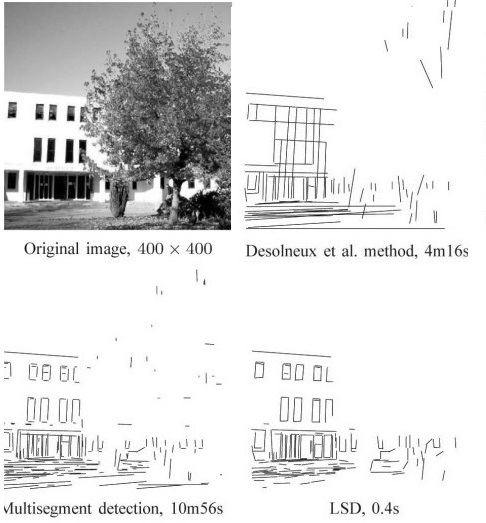 Original image, 400 × 400
Desolneux et al. method, 4m16s
Multisegment detection, 10m56s
LSD, 0.4s